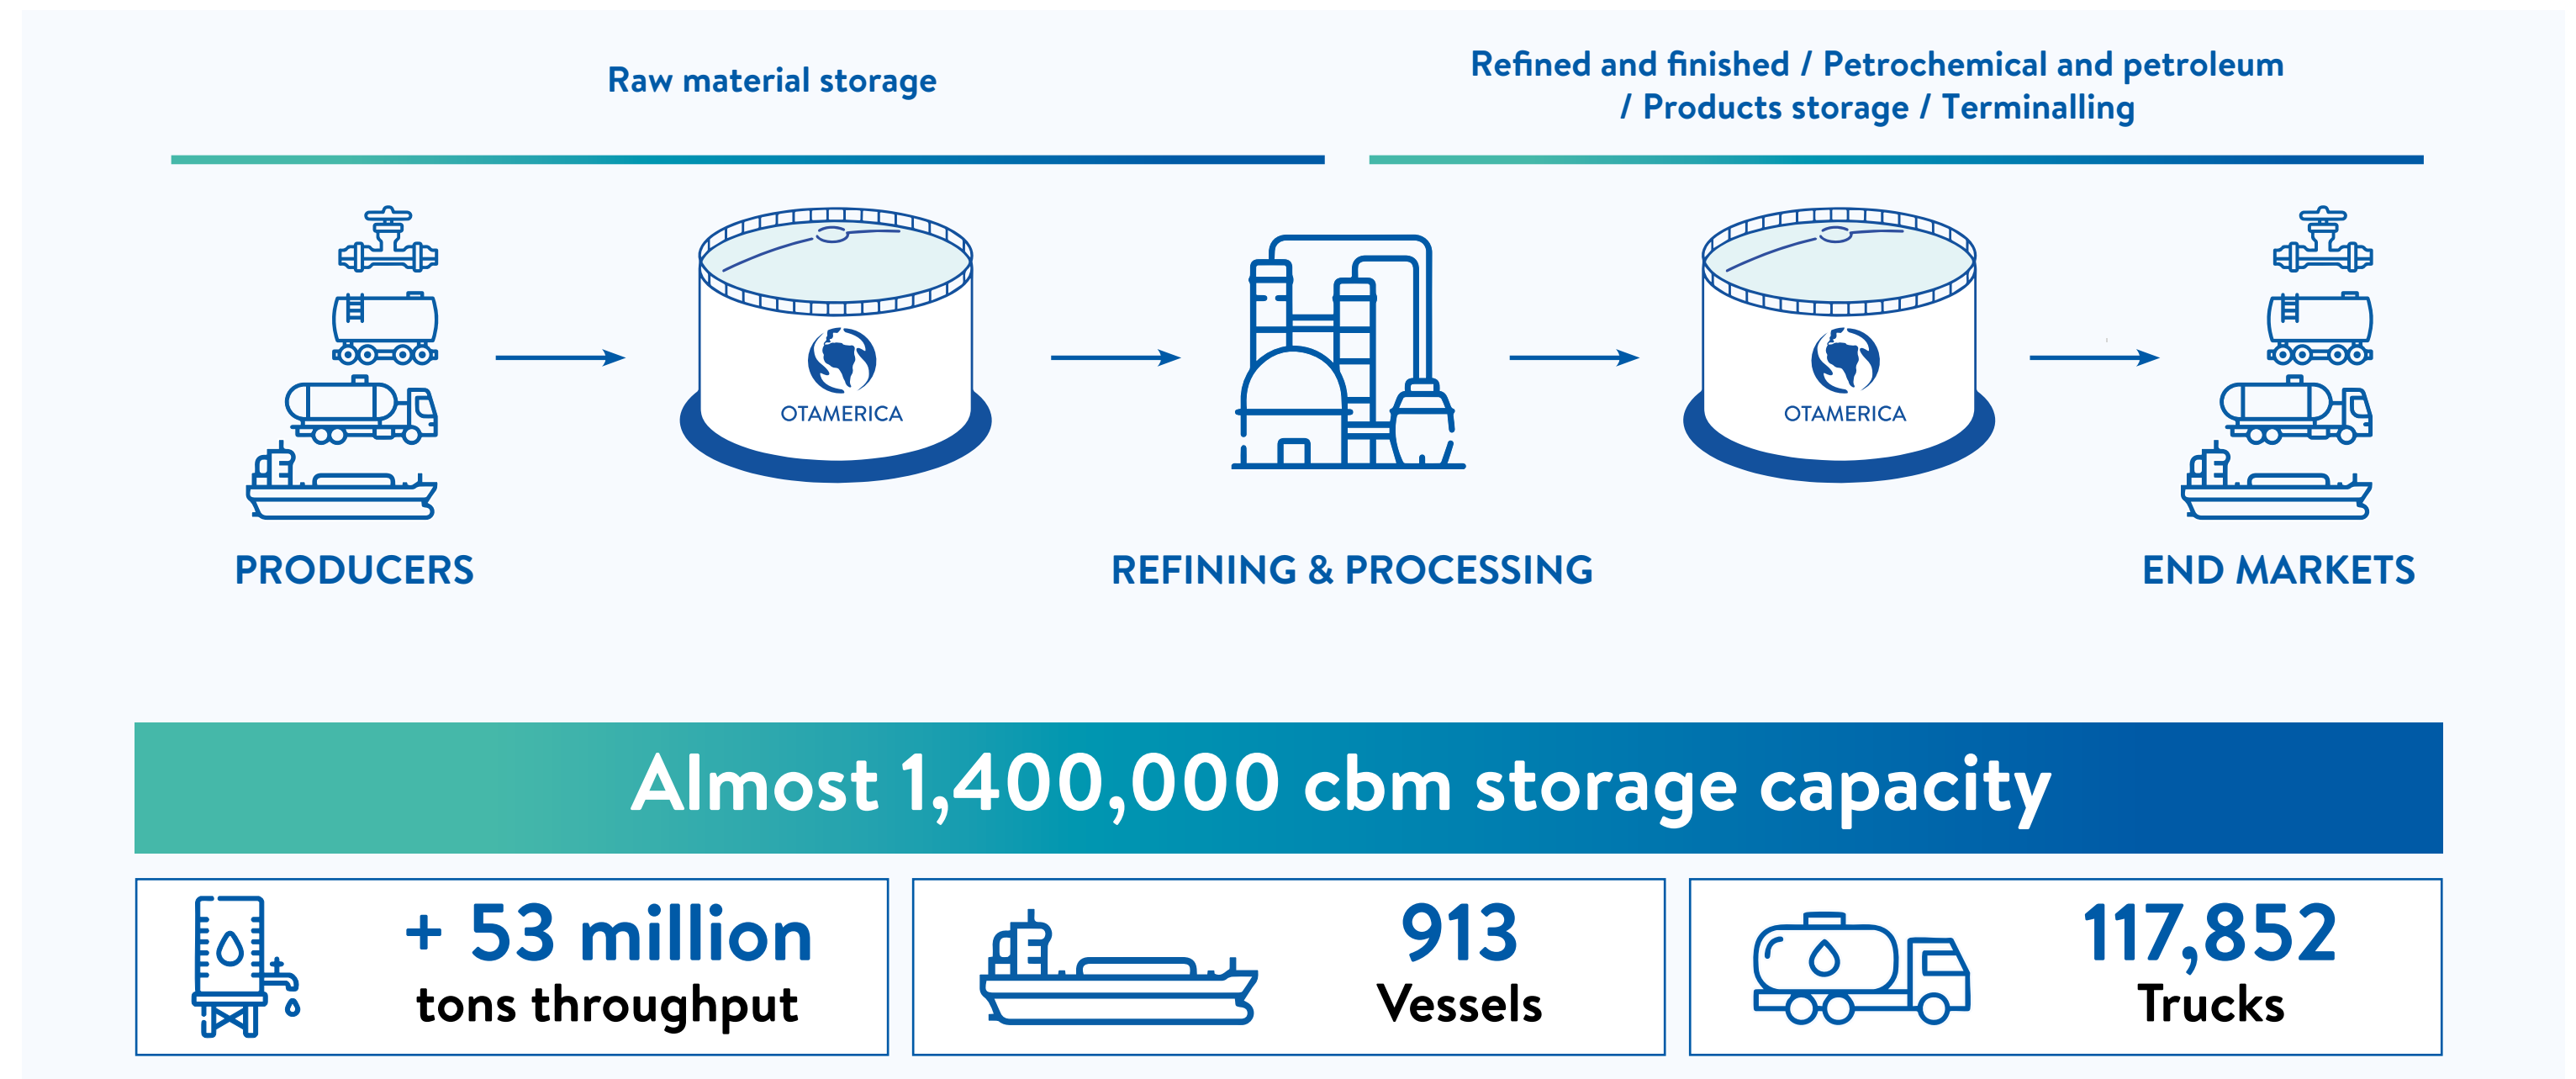 Raw material storage
Refined and finished / Petrochemical and petroleum
/ Products storage / Terminalling
OTAMERICA
OTAMERICA
PRODUCERS
REFINING & PROCESSING
END MARKETS
Almost 1,400,000 cbm storage capacity
+ 53 million
tons throughput
913
Vessels
117,852
Trucks